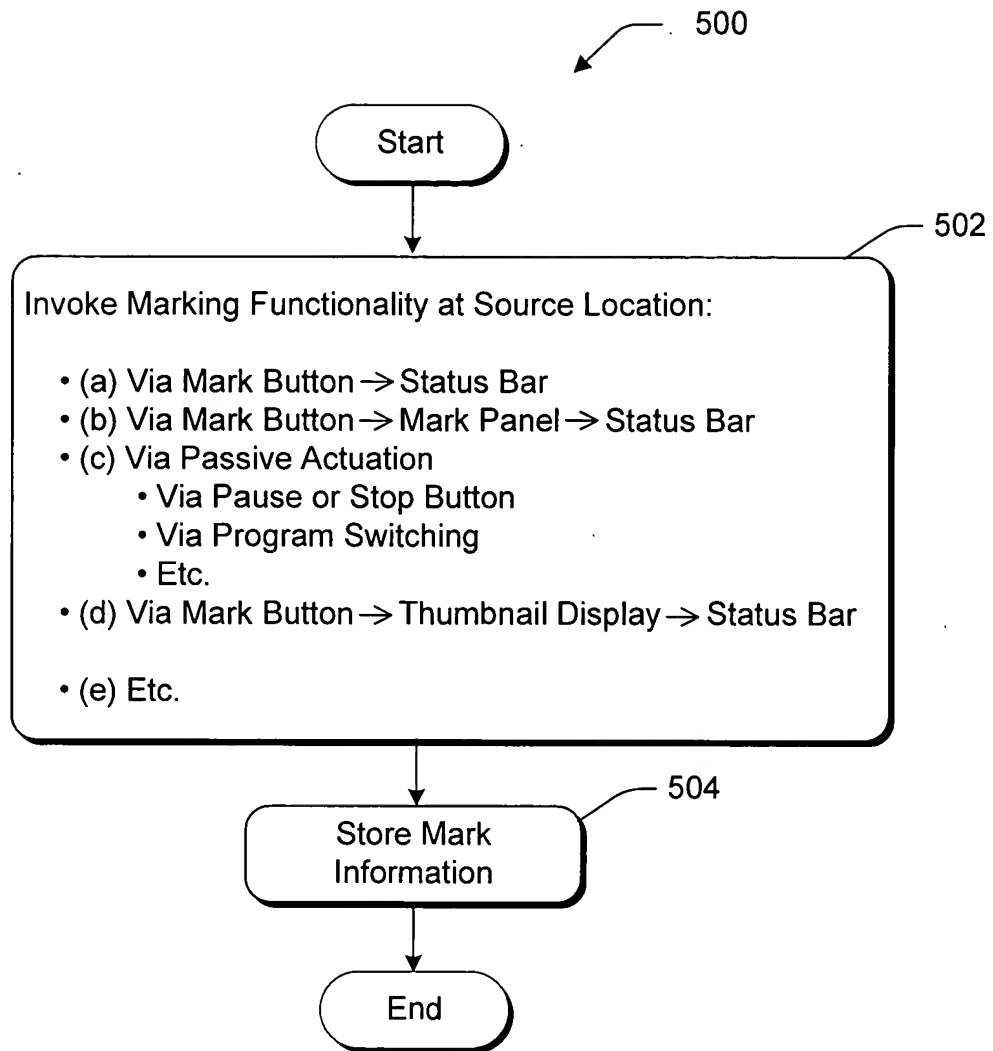 500
Start
502
Invoke Marking Functionality at Source Location:
• (a) Via Mark Button → Status Bar
• (b) Via Mark Button → Mark Panel → Status Bar
• (c) Via Passive Actuation
• Via Pause or Stop Button
• Via Program Switching
• Etc.
• (d) Via Mark Button → Thumbnail Display → Status Bar
• (e) Etc.
504
Store Mark
Information
End